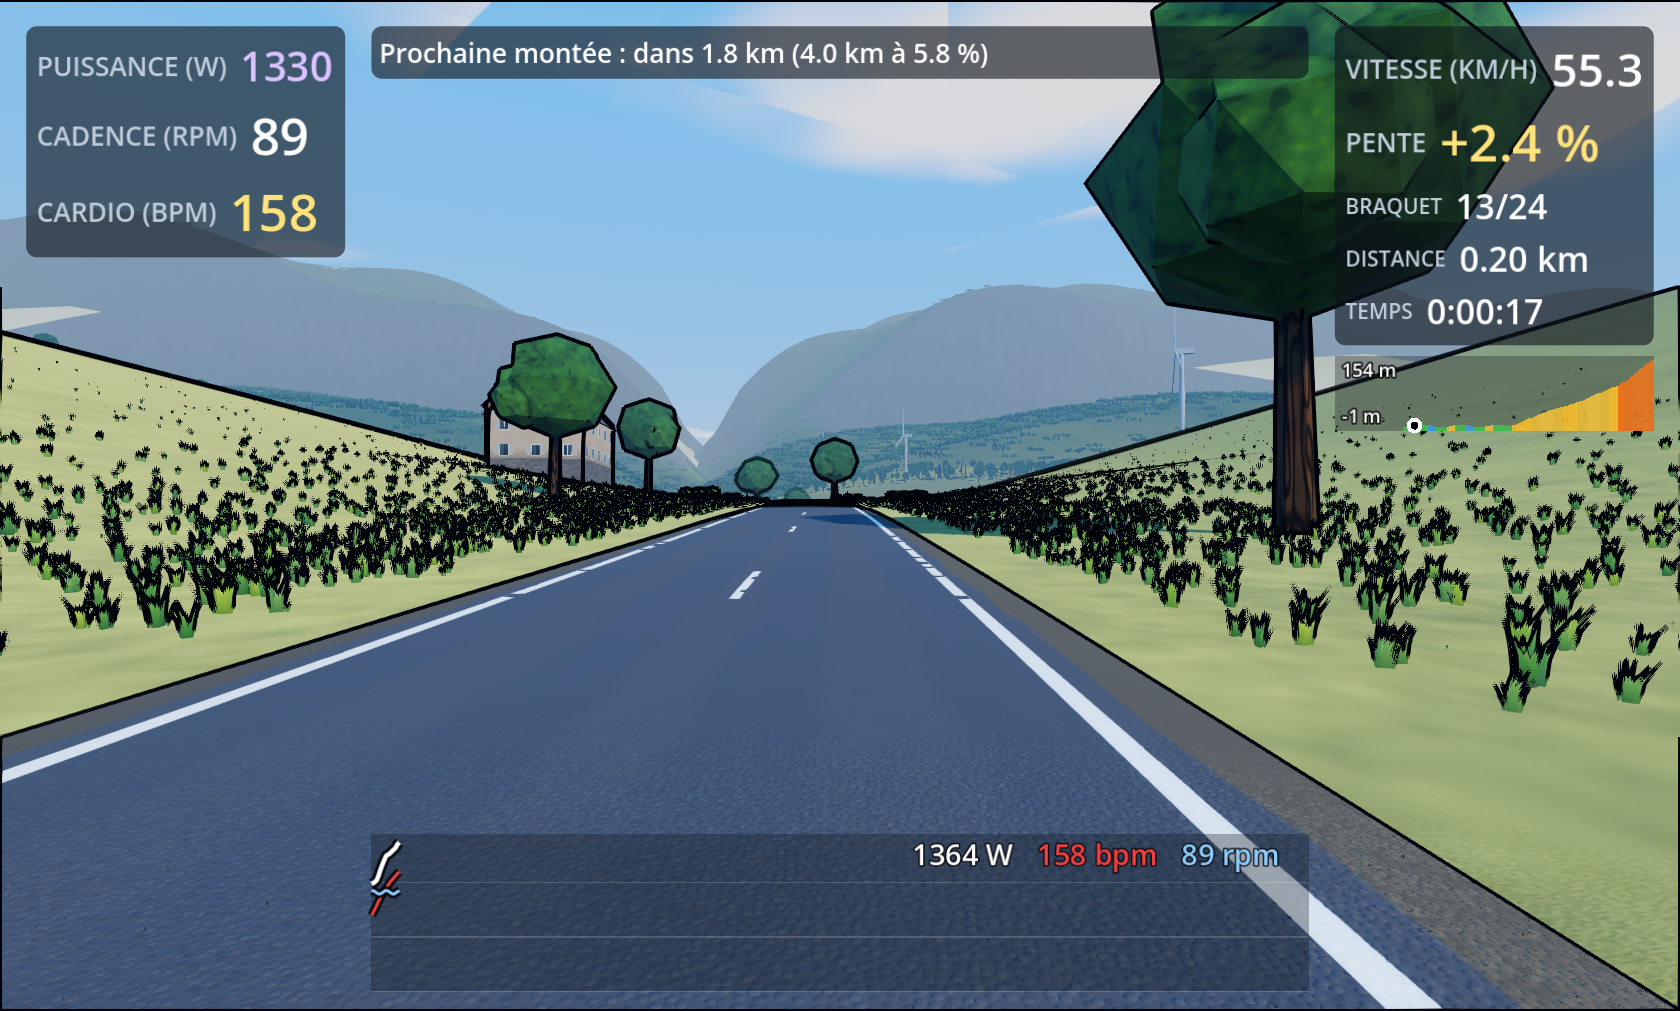 PUISSANCE (W) 1330
CADENCE (RPM) 89
CARDIO (BPM) 158
Prochaine montée : dans 1.8 km (4.0 km à 5.8 %)
VITESSE (KM/H) 55.3
PENTE +2.4 %
BRAQUET 13/24
DISTANCE 0.20 km
TEMPS 0:00:17
154 m
-1 m
1364 W 158 bpm 89 rpm